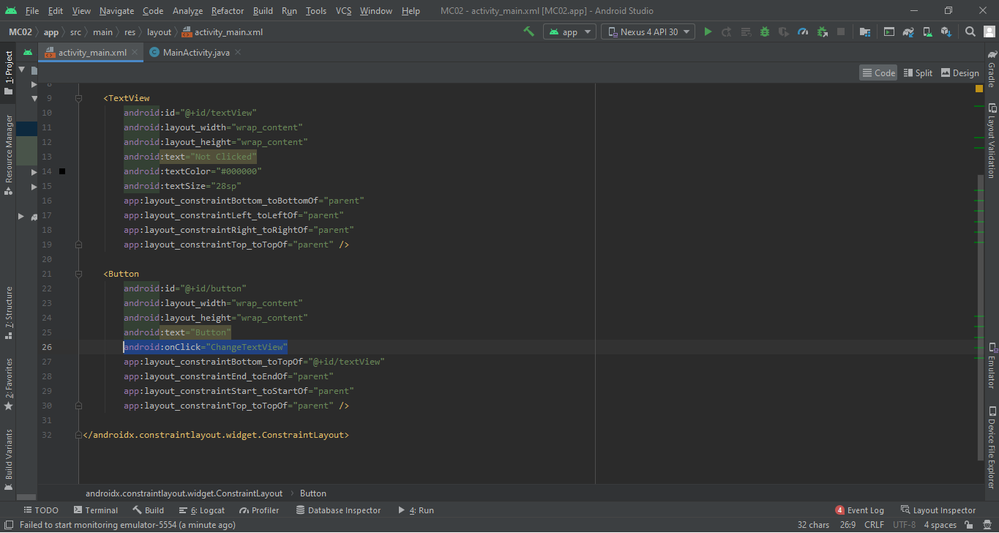 File Edit View Navigate Code Analyze Refactor Build Run Tools VCS Window Help MC02 - activity_main.xml [MC02.app] - Android Studio
MC02 app src main res layout activity_main.xml app Nexus 4 API 30
activity_main.xml MainActivity.java
Code Split Design
8
9 <TextView
10 android:id="@+id/textView"
11 android:layout_width="wrap_content"
12 android:layout_height="wrap_content"
13 android:text="Not Clicked"
14 android:textColor="#000000"
15 android:textSize="28sp"
16 app:layout_constraintBottom_toBottomOf="parent"
17 app:layout_constraintLeft_toLeftOf="parent"
18 app:layout_constraintRight_toRightOf="parent"
19 app:layout_constraintTop_toTopOf="parent" />
20
21 <Button
22 android:id="@+id/button"
23 android:layout_width="wrap_content"
24 android:layout_height="wrap_content"
25 android:text="Button"
26 android:onClick="ChangeTextView"
27 app:layout_constraintBottom_toTopOf="@+id/textView"
28 app:layout_constraintEnd_toEndOf="parent"
29 app:layout_constraintStart_toStartOf="parent"
30 app:layout_constraintTop_toTopOf="parent" />
31
32 </androidx.constraintlayout.widget.ConstraintLayout>
1: Project
Resource Manager
7: Structure
2: Favorites
Build Variants
Gradle
Layout Validation
Emulator
Device File Explorer
androidx.constraintlayout.widget.ConstraintLayout › Button
TODO Terminal Build 6: Logcat Profiler Database Inspector 4: Run 4 Event Log Layout Inspector
Failed to start monitoring emulator-5554 (a minute ago) 32 chars 26:9 CRLF UTF-8 4 spaces